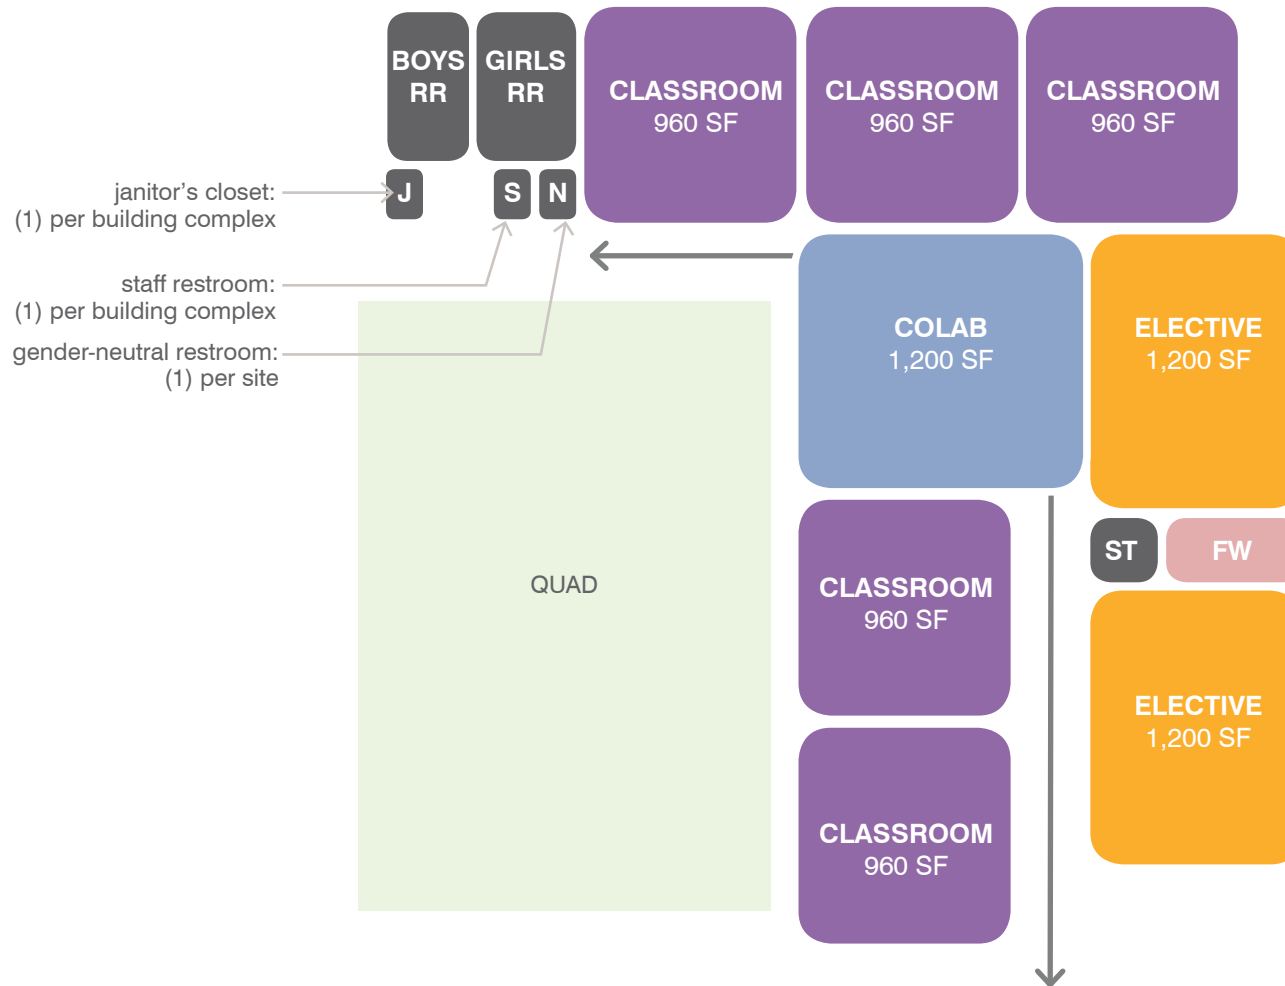 BOYS
RR
GIRLS
RR
CLASSROOM
960 SF
CLASSROOM
960 SF
CLASSROOM
960 SF
J
S
N
janitor’s closet:
(1) per building complex
staff restroom:
(1) per building complex
gender-neutral restroom:
(1) per site
COLAB
1,200 SF
ELECTIVE
1,200 SF
ST
FW
QUAD
CLASSROOM
960 SF
ELECTIVE
1,200 SF
CLASSROOM
960 SF